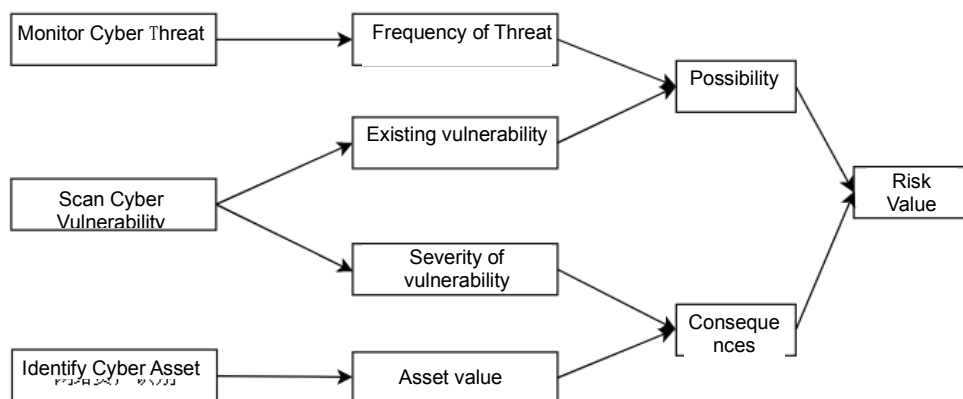 Monitor Cyber Threat
Frequency of Threat
Possibility
Existing vulnerability
Scan Cyber
Vulnerability
Risk
Value
Severity of
vulnerability
Conseque
nces
Identify Cyber Asset
Asset value